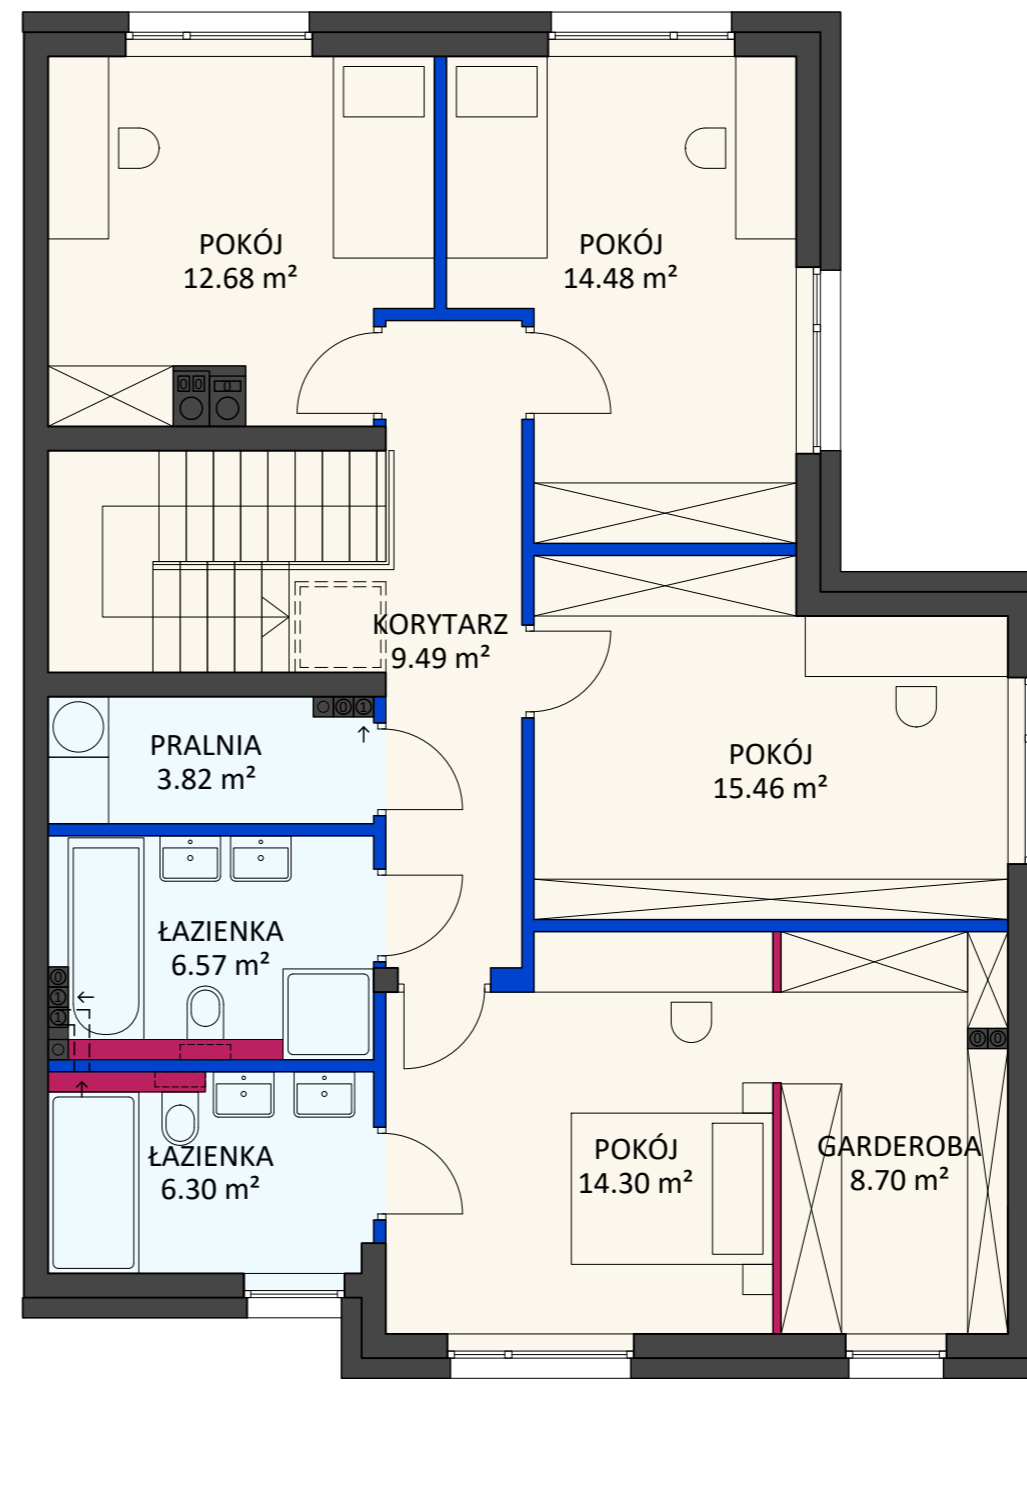 POKÓJ
12.68 m²
POKÓJ
14.48 m²
KORYTARZ
9.49 m²
PRALNIA
3.82 m²
POKÓJ
15.46 m²
ŁAZIENKA
6.57 m²
ŁAZIENKA
6.30 m²
POKÓJ
14.30 m²
GARDEROBA
8.70 m²